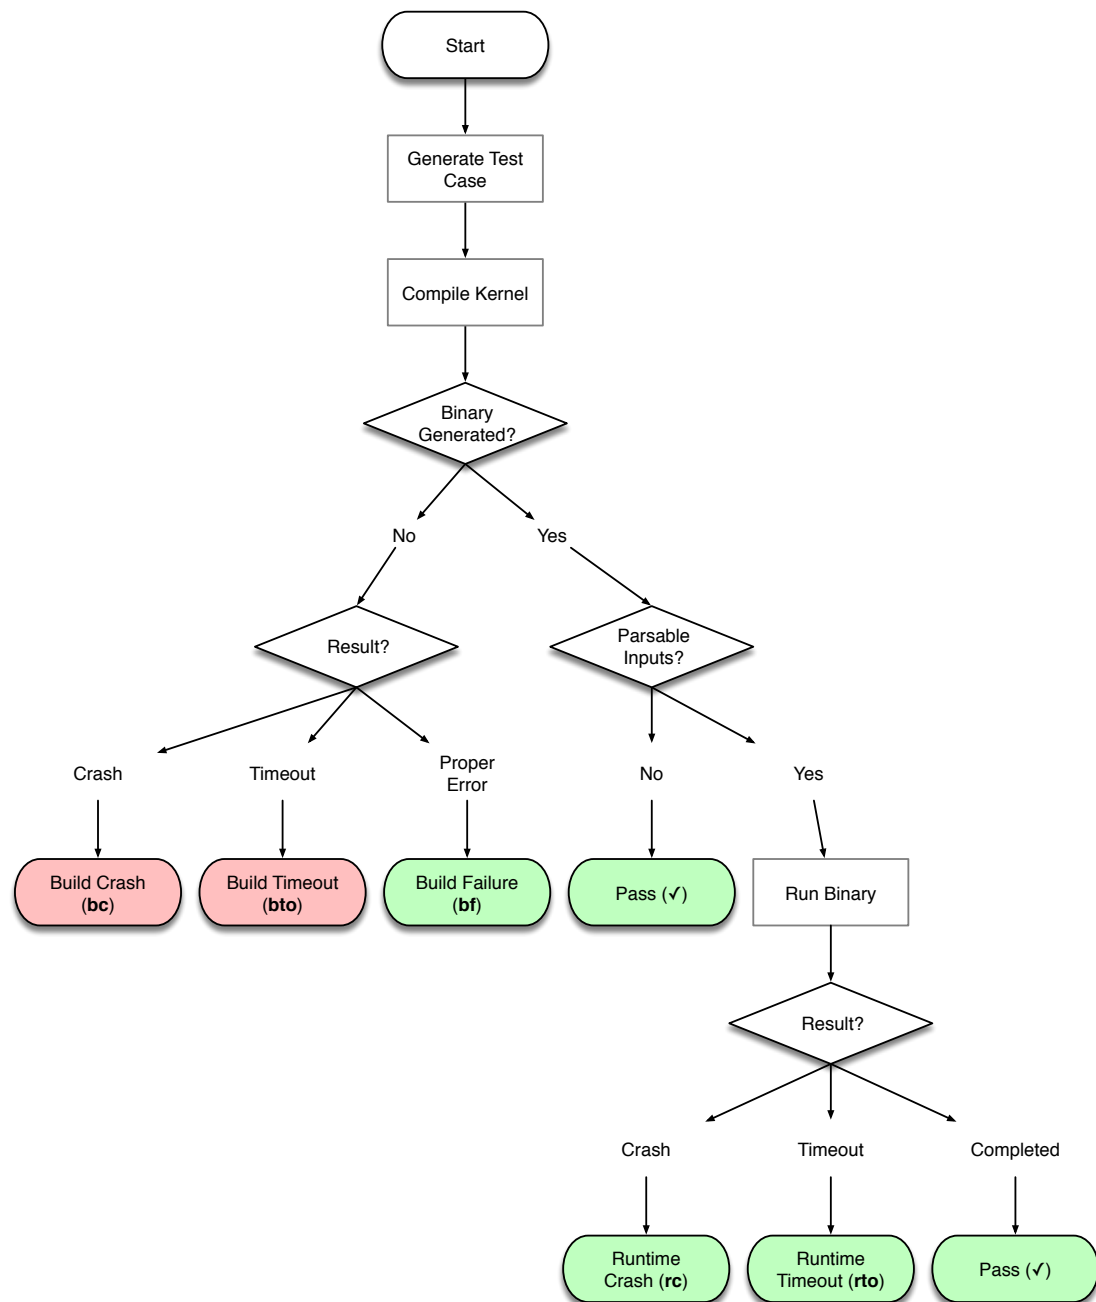 Start
Generate Test
Case
Compile Kernel
Binary
Generated?
No
Yes
Result?
Parsable
Inputs?
Crash
Timeout
Proper
Error
No
Yes
Build Crash
(bc)
Build Timeout
(bto)
Build Failure
(bf)
Pass (✓)
Run Binary
Result?
Crash
Timeout
Completed
Runtime
Crash (rc)
Runtime
Timeout (rto)
Pass (✓)